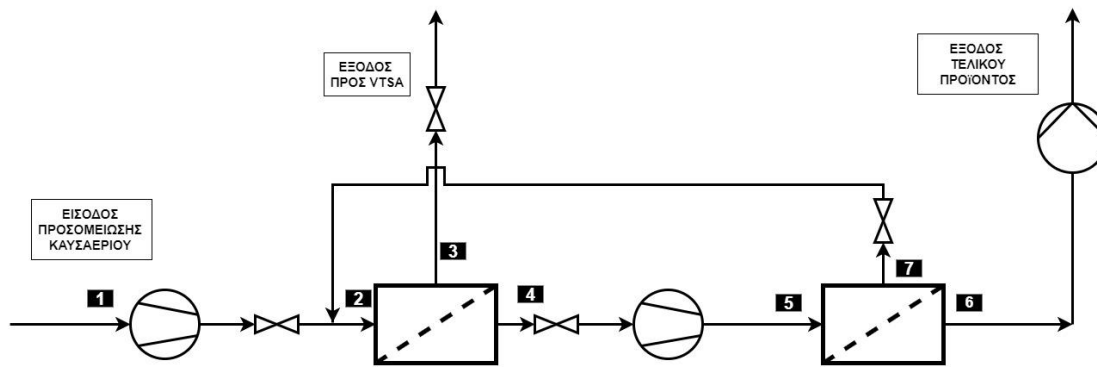 ΕΞΟΔΟΣ
ΠΡΟΣ VTSA
ΕΞΟΔΟΣ
ΤΕΛΙΚΟΥ
ΠΡΟΪΟΝΤΟΣ
ΕΙΣΟΔΟΣ
ΠΡΟΣΟΜΕΙΩΣΗΣ
ΚΑΥΣΑΕΡΙΟΥ
3
7
1
2
4
5
6